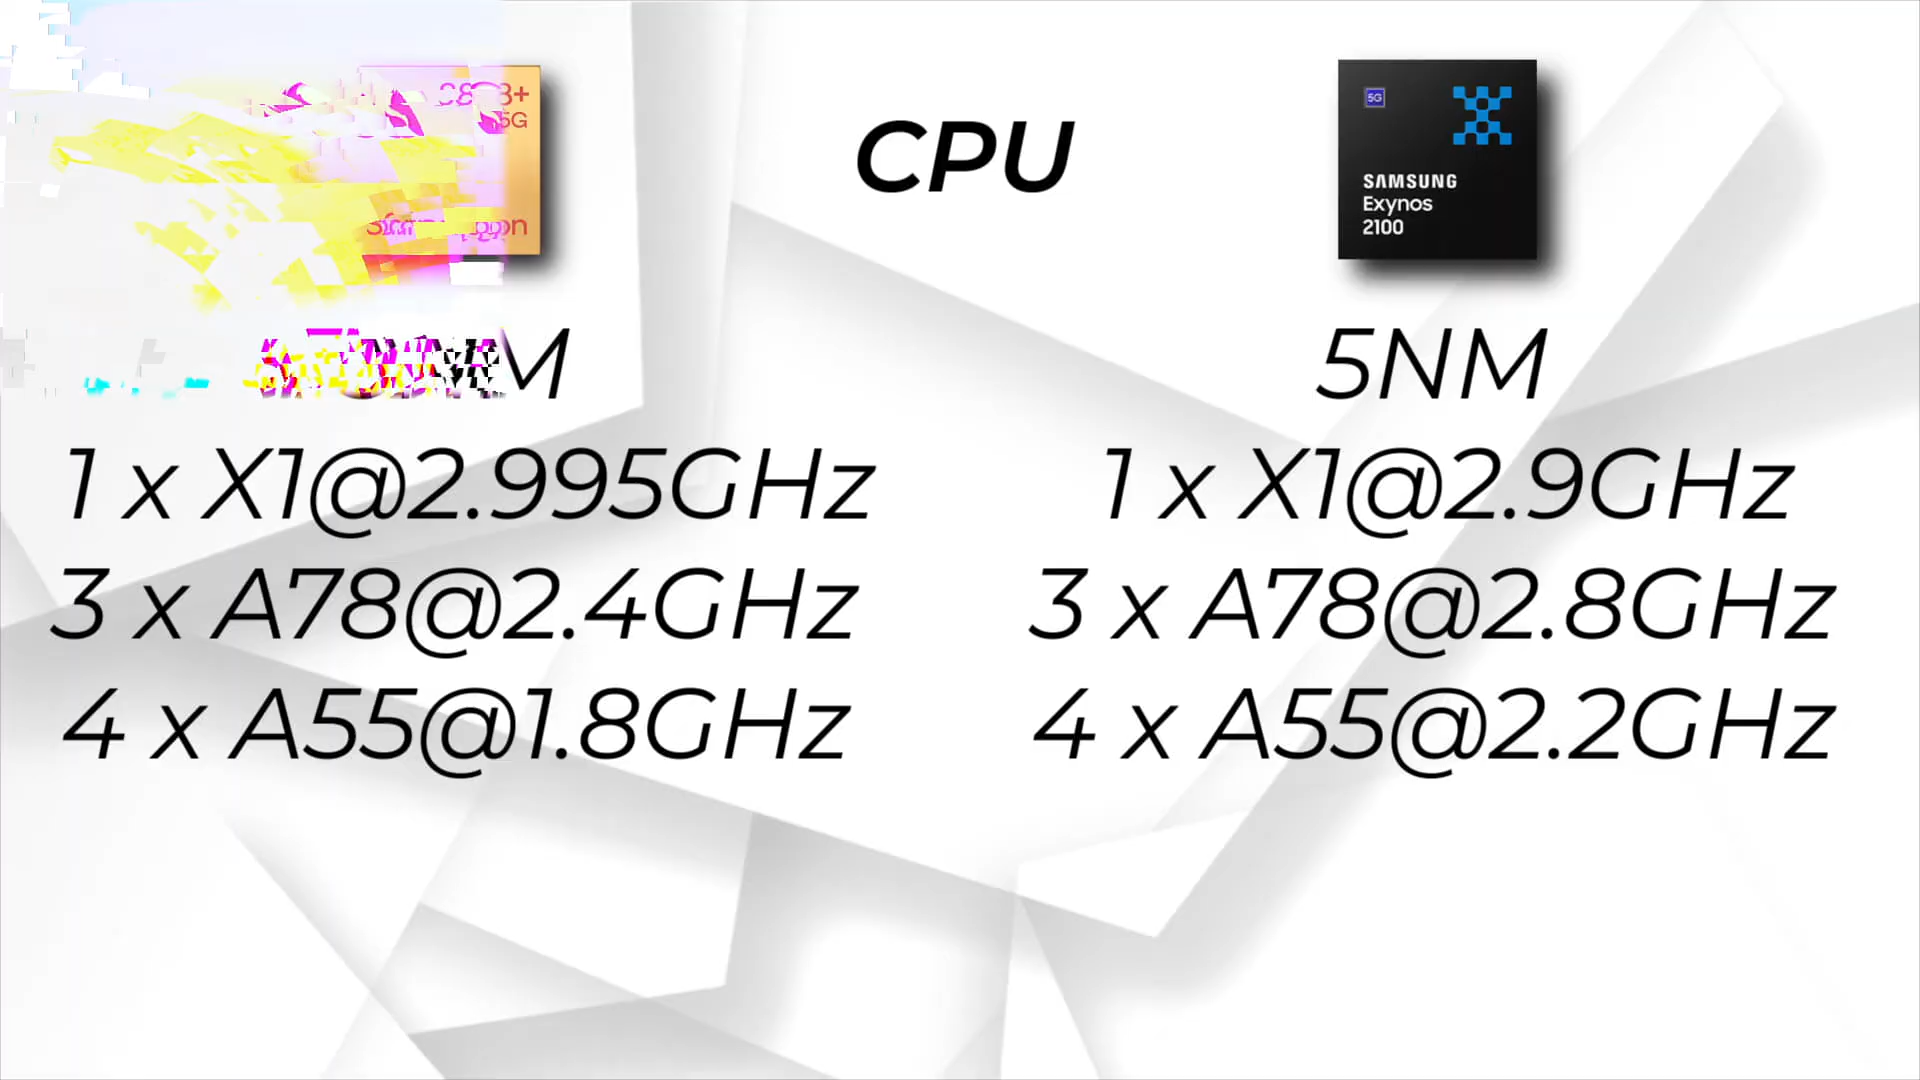 CPU
5G
SAMSUNG
Exynos
2100
5G
5NM
1 x X1@2.995GHz
1 x X1@2.9GHz
3 x A78@2.4GHz
3 x A78@2.8GHz
4 x A55@1.8GHz
4 x A55@2.2GHz